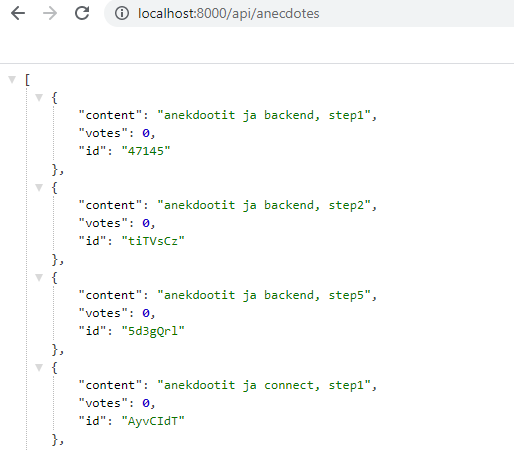 localhost:8000/api/anecdotes
[
{
"content": "anekdootit ja backend, step1",
"votes": 0,
"id": "47145"
},
{
"content": "anekdootit ja backend, step2",
"votes": 0,
"id": "tiTVsCz"
},
{
"content": "anekdootit ja backend, step5",
"votes": 0,
"id": "5d3gQrl"
},
{
"content": "anekdootit ja connect, step1",
"votes": 0,
"id": "AyvCIdT"
},